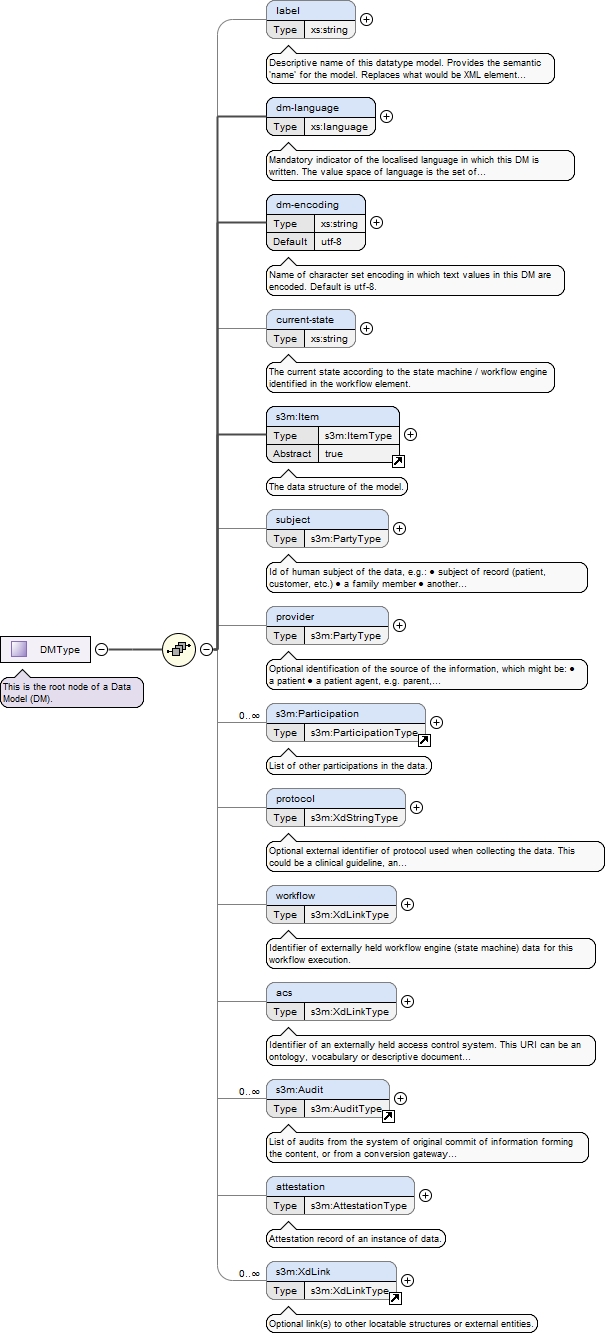 label
Type xs:string
Descriptive name of this datatype model. Provides the semantic
'name' for the model. Replaces what would be XML element...
dm-language
Type xs:language
Mandatory indicator of the localised language in which this DM is
written. The value space of language is the set of...
dm-encoding
Type xs:string
Default utf-8
Name of character set encoding in which text values in this DM are
encoded. Default is utf-8.
current-state
Type xs:string
The current state according to the state machine / workflow engine
identified in the workflow element.
s3m:Item
Type s3m:ItemType
Abstract true
The data structure of the model.
subject
Type s3m:PartyType
Id of human subject of the data, e.g.: ● subject of record (patient,
customer, etc.) ● a family member ● another...
provider
Type s3m:PartyType
DMType
This is the root node of a Data
Model (DM).
Optional identification of the source of the information, which might be: ●
a patient ● a patient agent, e.g. parent,...
0..∞
s3m:Participation
Type s3m:ParticipationType
List of other participations in the data.
protocol
Type s3m:XdStringType
Optional external identifier of protocol used when collecting the data. This
could be a clinical guideline, an...
workflow
Type s3m:XdLinkType
Identifier of externally held workflow engine (state machine) data for this
workflow execution.
acs
Type s3m:XdLinkType
Identifier of an externally held access control system. This URI can be an
ontology, vocabulary or descriptive document...
0..∞
s3m:Audit
Type s3m:AuditType
List of audits from the system of original commit of information forming
the content, or from a conversion gateway...
attestation
Type s3m:AttestationType
Attestation record of an instance of data.
0..∞
s3m:XdLink
Type s3m:XdLinkType
Optional link(s) to other locatable structures or external entities.